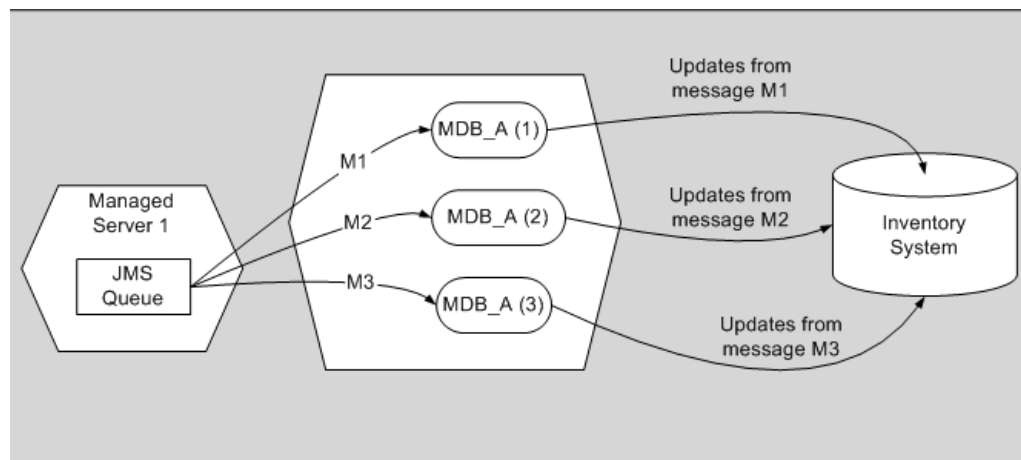 Managed
Server 1
JMS
Queue
M1
M2
M3
MDB_A (1)
MDB_A (2)
MDB_A (3)
Updates from
message M1
Updates from
message M2
Updates from
message M3
Inventory
System